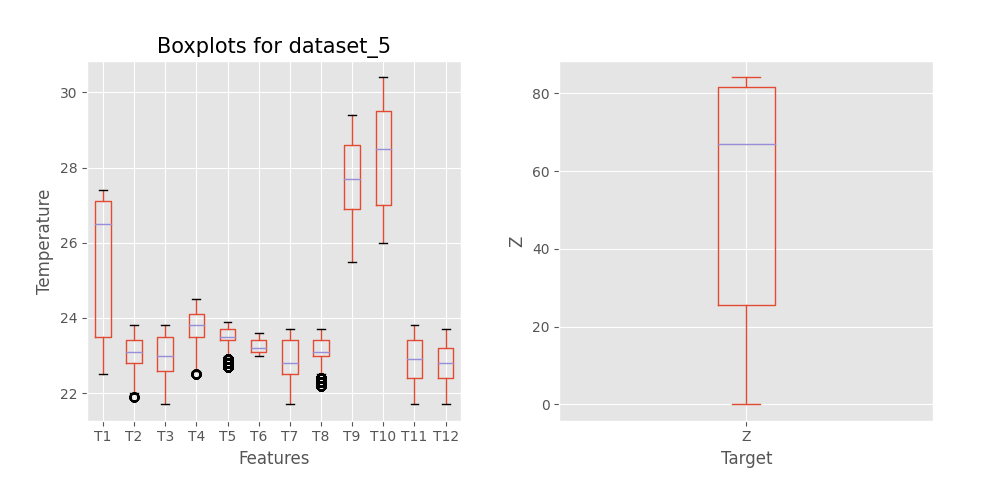 Boxplots for dataset_5
Temperature
30
28
26
24
22
T1 T2 T3 T4 T5 T6 T7 T8 T9 T10 T11 T12
Features
Z
80
60
40
20
0
Z
Target